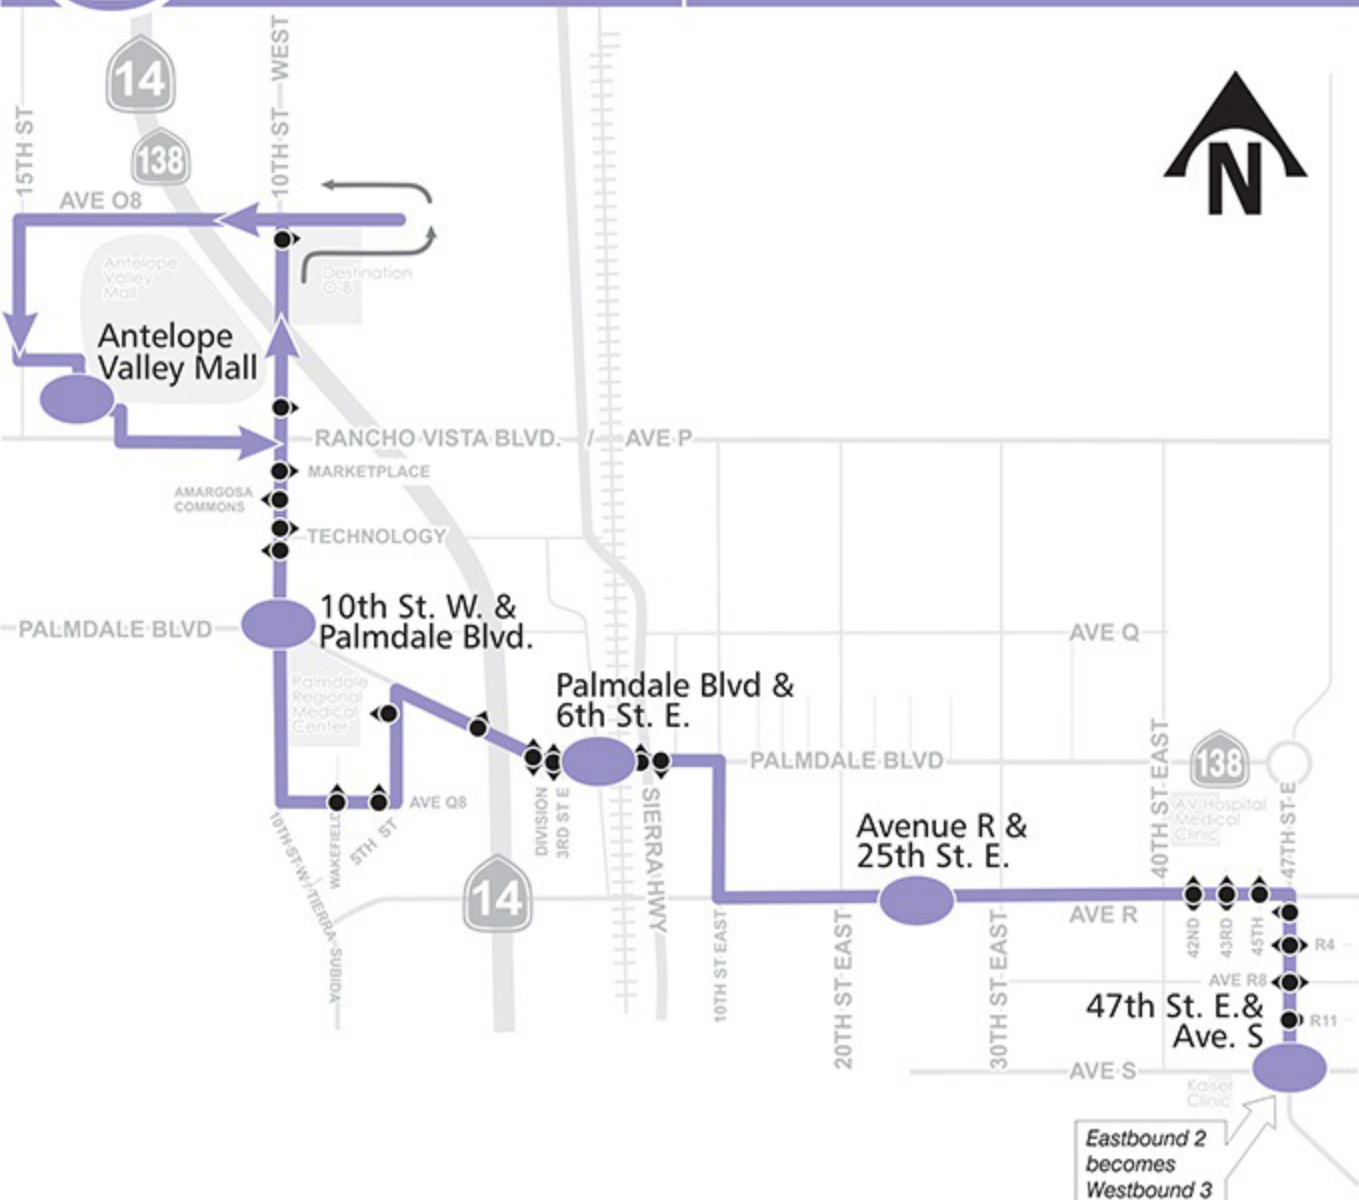 14
10TH ST WEST
15TH ST
138
AVE O8
Antelope
Valley
Mall
Destination
O-8
Antelope
Valley Mall
N
RANCHO VISTA BLVD. / AVE P
MARKETPLACE
AMARGOSA
COMMONS
TECHNOLOGY
10th St. W. &
Palmdale Blvd.
PALMDALE BLVD
AVE Q
Palmdale
Regional
Medical
Center
Palmdale Blvd &
6th St. E.
PALMDALE BLVD
40TH ST EAST
138
47TH ST E
AV Hospital
Medical
Clinic
AVE Q8
DIVISION
3RD ST E
SIERRA HWY
10TH ST W / TIERRA SUBIDA
WAKEFIELD
5TH ST
14
Avenue R &
25th St. E.
AVE R
42ND
43RD
45TH
R4
10TH ST EAST
20TH ST EAST
30TH ST EAST
AVE R8
47th St. E.&
Ave. S
R11
AVE S
Kaiser
Clinic
Eastbound 2
becomes
Westbound 3